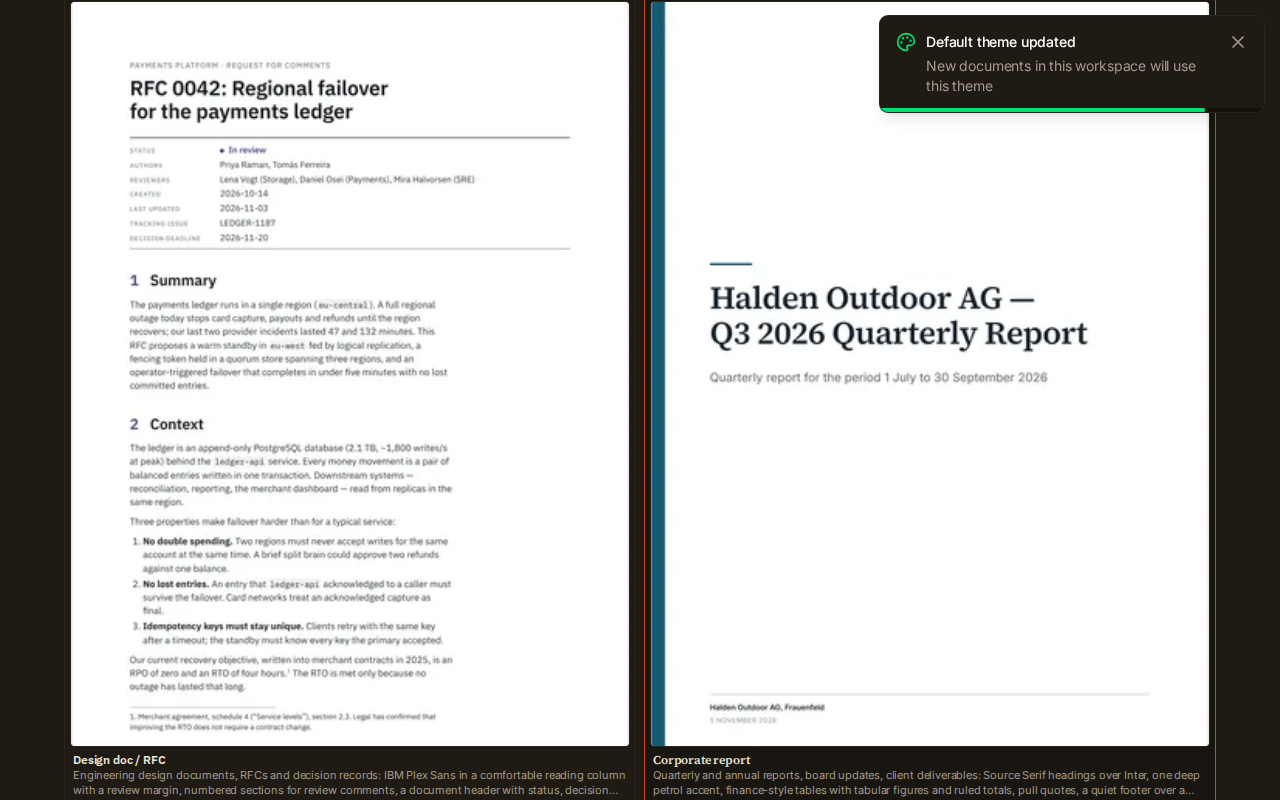 PAYMENTS PLATFORM · REQUEST FOR COMMENTS
RFC 0042: Regional failover
for the payments ledger
STATUS • In review
AUTHORS Priya Raman, Tomás Ferreira
REVIEWERS Lena Vogt (Storage), Daniel Osei (Payments), Mira Halvorsen (SRE)
CREATED 2026-10-14
LAST UPDATED 2026-11-03
TRACKING ISSUE LEDGER-1187
DECISION DEADLINE 2026-11-20
1 Summary
The payments ledger runs in a single region (eu-central). A full regional
outage today stops card capture, payouts and refunds until the region
recovers; our last two provider incidents lasted 47 and 132 minutes. This
RFC proposes a warm standby in eu-west fed by logical replication, a
fencing token held in a quorum store spanning three regions, and an
operator-triggered failover that completes in under five minutes with no lost
committed entries.
2 Context
The ledger is an append-only PostgreSQL database (2.1 TB, ~1,800 writes/s
at peak) behind the ledger-api service. Every money movement is a pair of
balanced entries written in one transaction. Downstream systems —
reconciliation, reporting, the merchant dashboard — read from replicas in the
same region.
Three properties make failover harder than for a typical service:
1. No double spending. Two regions must never accept writes for the same
account at the same time. A brief split brain could approve two refunds
against one balance.
2. No lost entries. An entry that ledger-api acknowledged to a caller must
survive the failover. Card networks treat an acknowledged capture as
final.
3. Idempotency keys must stay unique. Clients retry with the same key
after a timeout; the standby must know every key the primary accepted.
Our current recovery objective, written into merchant contracts in 2025, is an
RPO of zero and an RTO of four hours.¹ The RTO is met only because no
outage has lasted that long.
1. Merchant agreement, schedule 4 ("Service levels"), section 2.3. Legal has confirmed that
improving the RTO does not require a contract change.
Design doc / RFC
Engineering design documents, RFCs and decision records: IBM Plex Sans in a comfortable reading column
with a review margin, numbered sections for review comments, a document header with status, decision…
Default theme updated
New documents in this workspace will use
this theme
Halden Outdoor AG —
Q3 2026 Quarterly Report
Quarterly report for the period 1 July to 30 September 2026
Halden Outdoor AG, Frauenfeld
5 NOVEMBER 2026
Corporate report
Quarterly and annual reports, board updates, client deliverables: Source Serif headings over Inter, one deep
petrol accent, finance-style tables with tabular figures and ruled totals, pull quotes, a quiet footer over a…